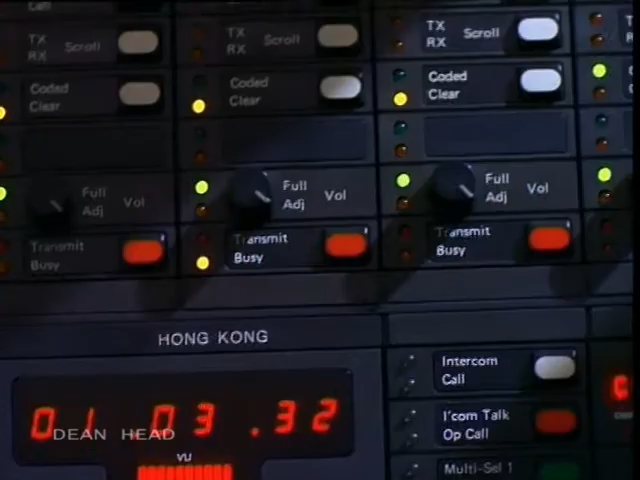 Call
TX
RX Scroll
TX
RX Scroll
TX
RX Scroll
Coded
Clear
Coded
Clear
Coded
Clear
Full
Adj Vol
Full
Adj Vol
Full
Adj Vol
Transmit
Busy
Transmit
Busy
Transmit
Busy
HONG KONG
Intercom
Call
01 03 .32
DEAN HEAD
VU
I'com Talk
Op Call
Multi-Sel 1